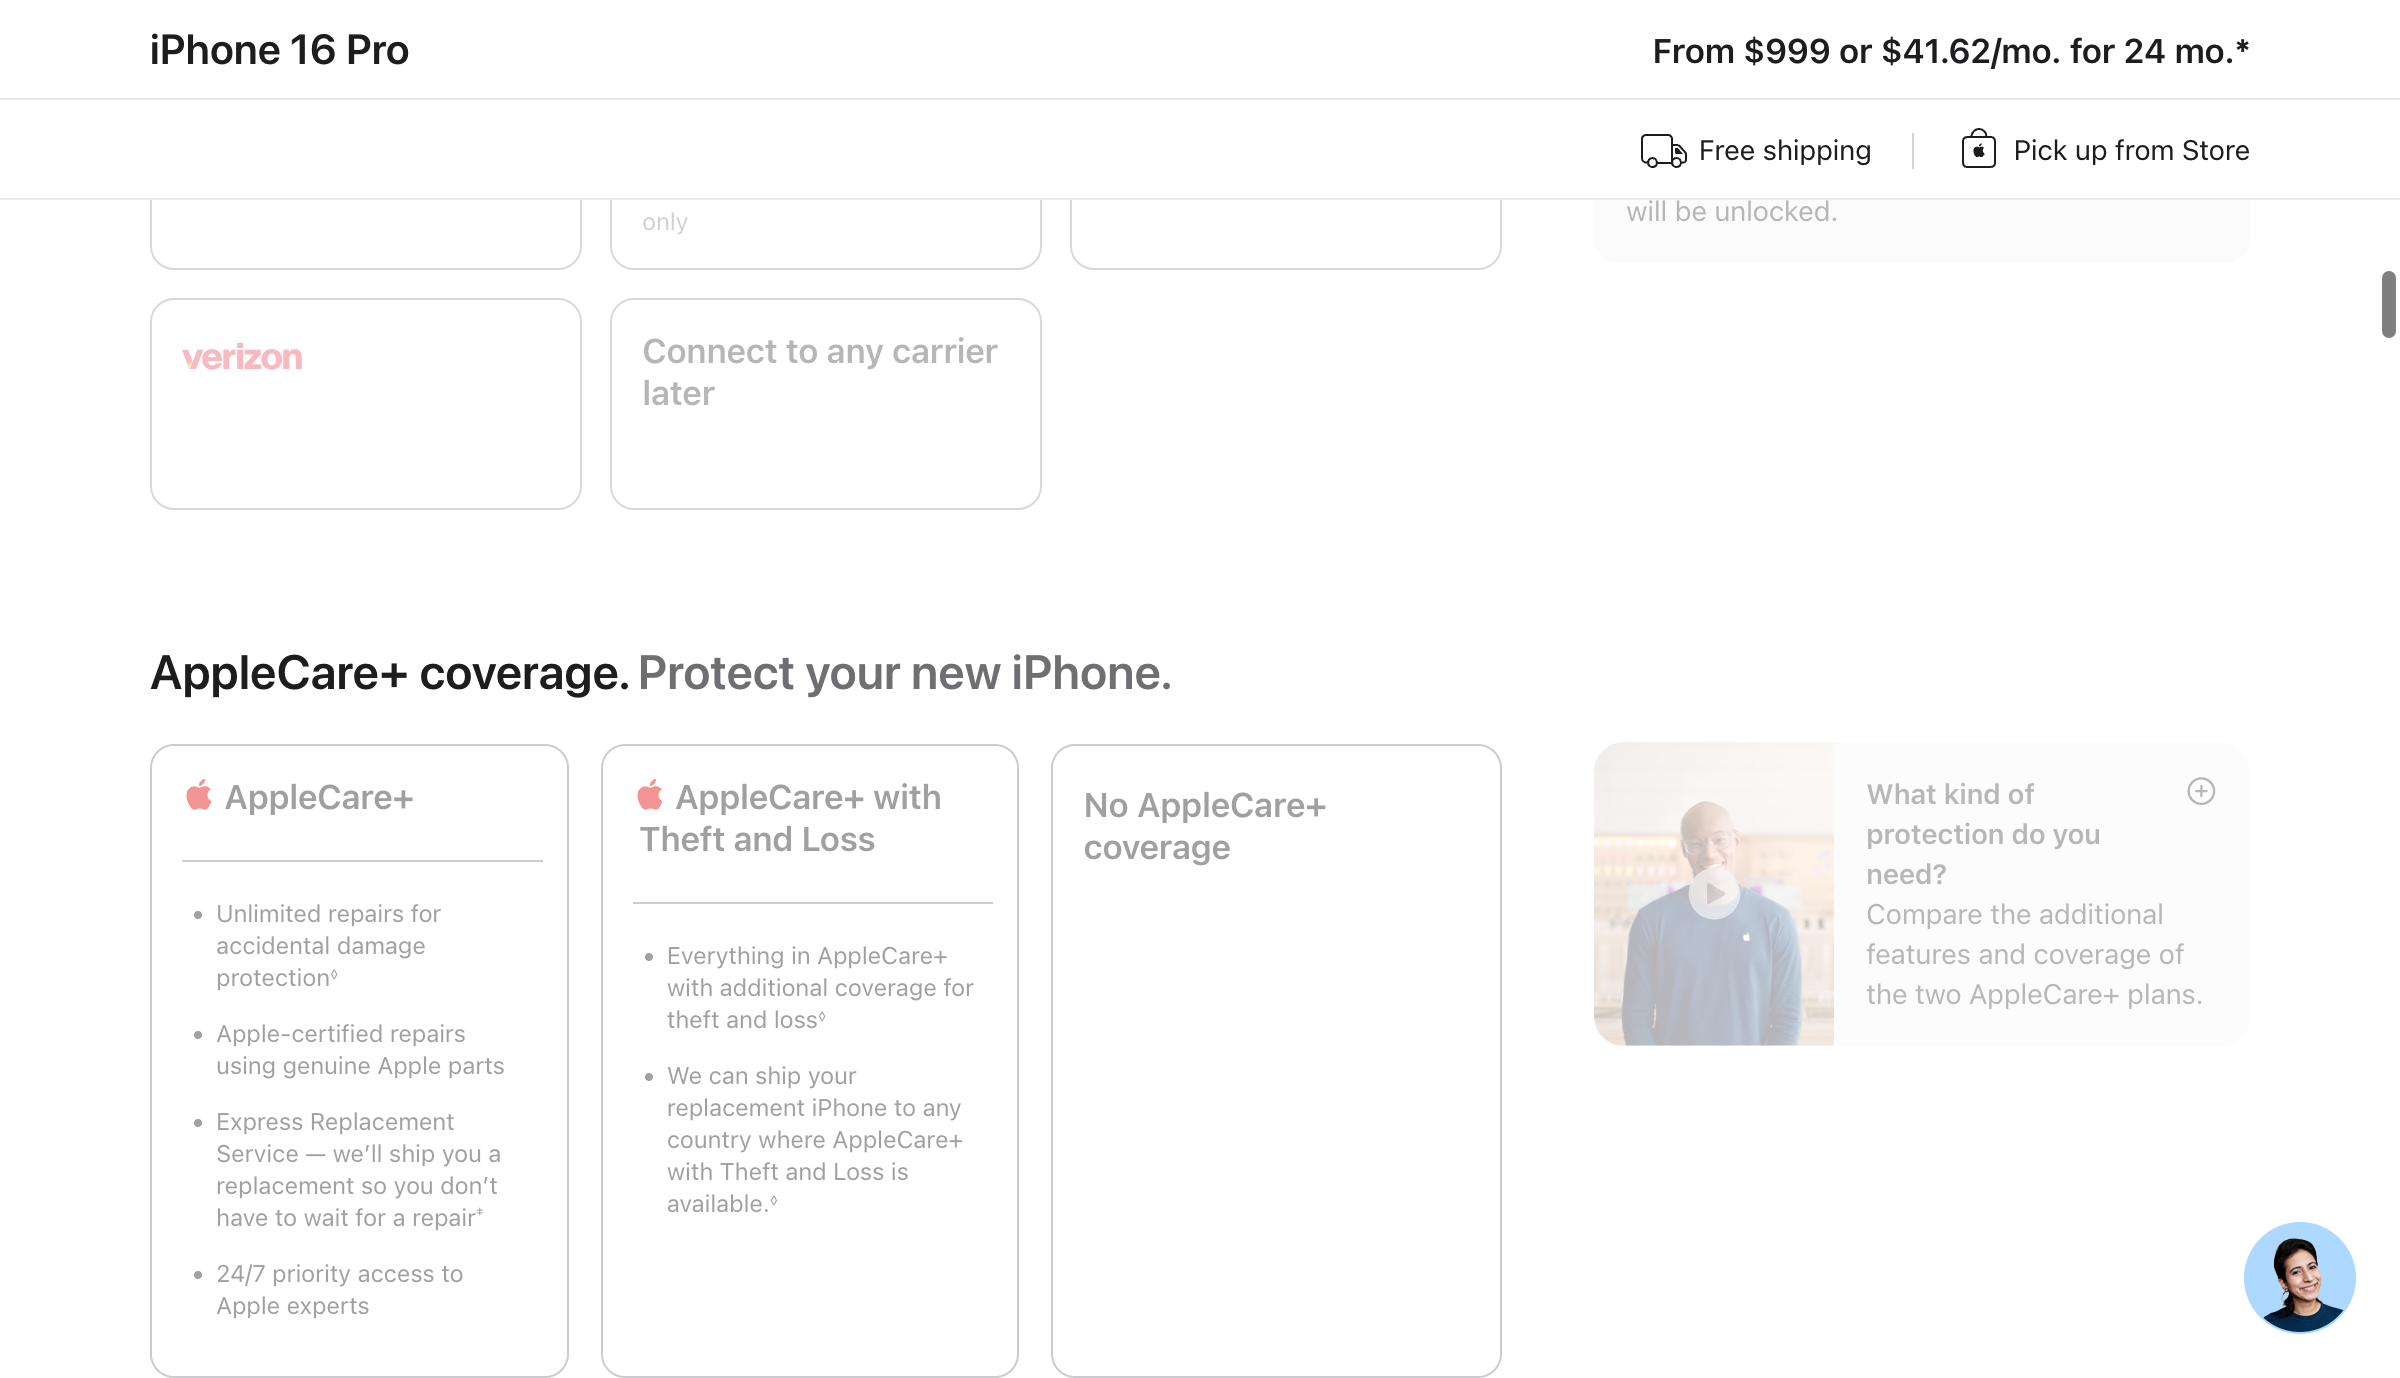 iPhone 16 Pro
From $999 or $41.62/mo. for 24 mo.*
Free shipping
Pick up from Store
only
will be unlocked.
verizon
Connect to any carrier
later
AppleCare+ coverage. Protect your new iPhone.
AppleCare+
Unlimited repairs for
accidental damage
protection◊
Apple-certified repairs
using genuine Apple parts
Express Replacement
Service — we’ll ship you a
replacement so you don’t
have to wait for a repair‡
24/7 priority access to
Apple experts
AppleCare+ with
Theft and Loss
Everything in AppleCare+
with additional coverage for
theft and loss◊
We can ship your
replacement iPhone to any
country where AppleCare+
with Theft and Loss is
available.◊
No AppleCare+
coverage
What kind of
protection do you
need?
Compare the additional
features and coverage of
the two AppleCare+ plans.